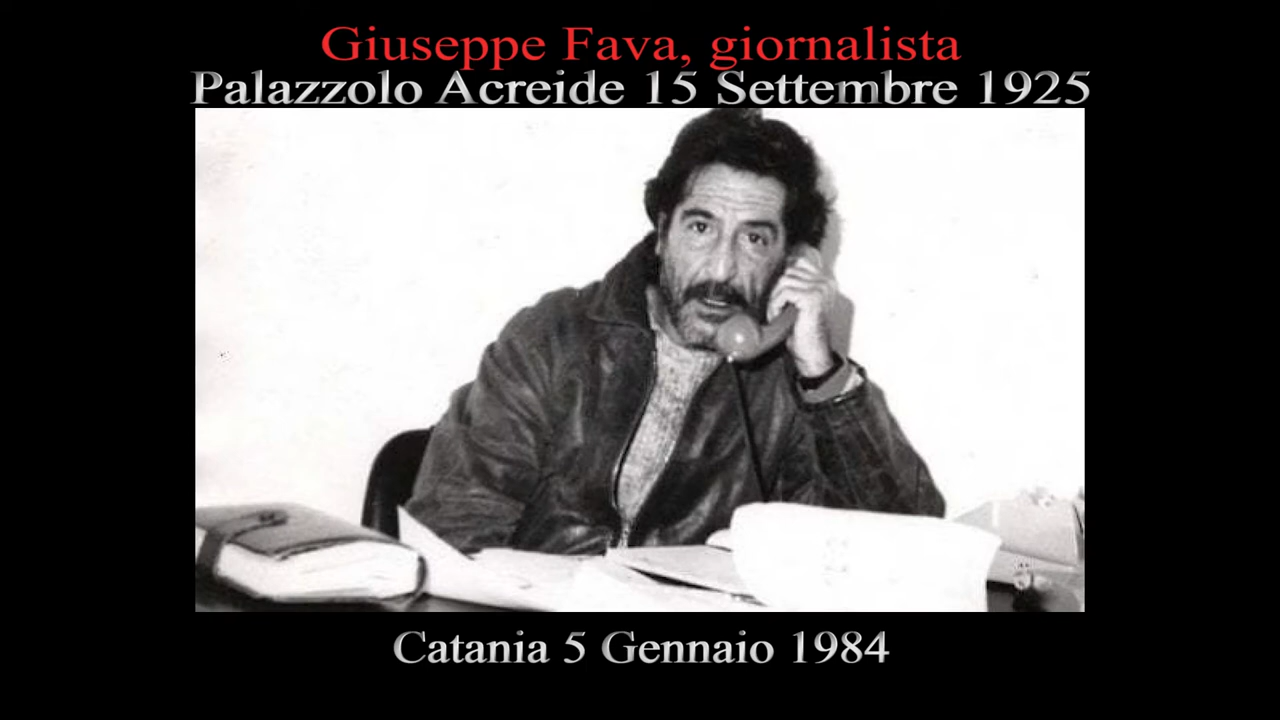 Giuseppe Fava, giornalista
Palazzolo Acreide 15 Settembre 1925
Catania 5 Gennaio 1984